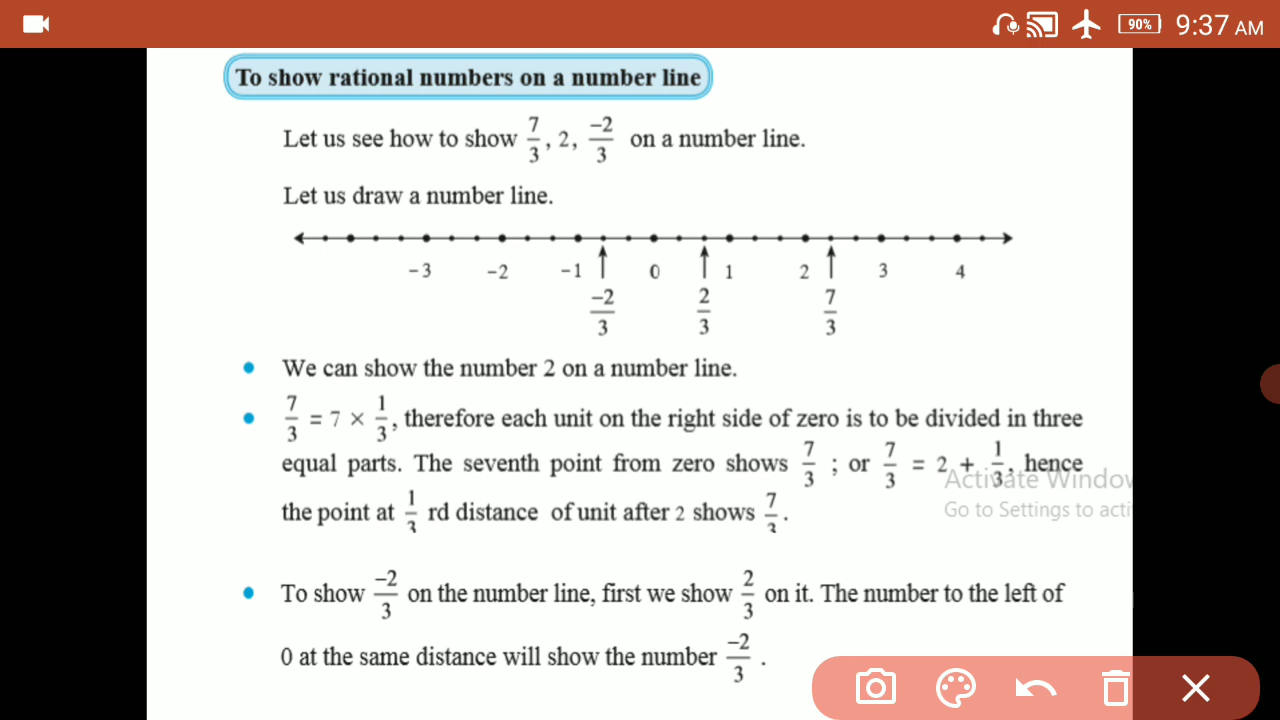 90% 9:37 AM
To show rational numbers on a number line
Let us see how to show 7/3, 2, -2/3 on a number line.
Let us draw a number line.
-3 -2 -1 0 1 2 3 4
-2/3 2/3 7/3
• We can show the number 2 on a number line.
• 7/3 = 7 × 1/3, therefore each unit on the right side of zero is to be divided in three
equal parts. The seventh point from zero shows 7/3 ; or 7/3 = 2 + 1/3, hence
the point at 1/3 rd distance of unit after 2 shows 7/3.
• To show -2/3 on the number line, first we show 2/3 on it. The number to the left of
0 at the same distance will show the number -2/3 .
Activate Window
Go to Settings to acti